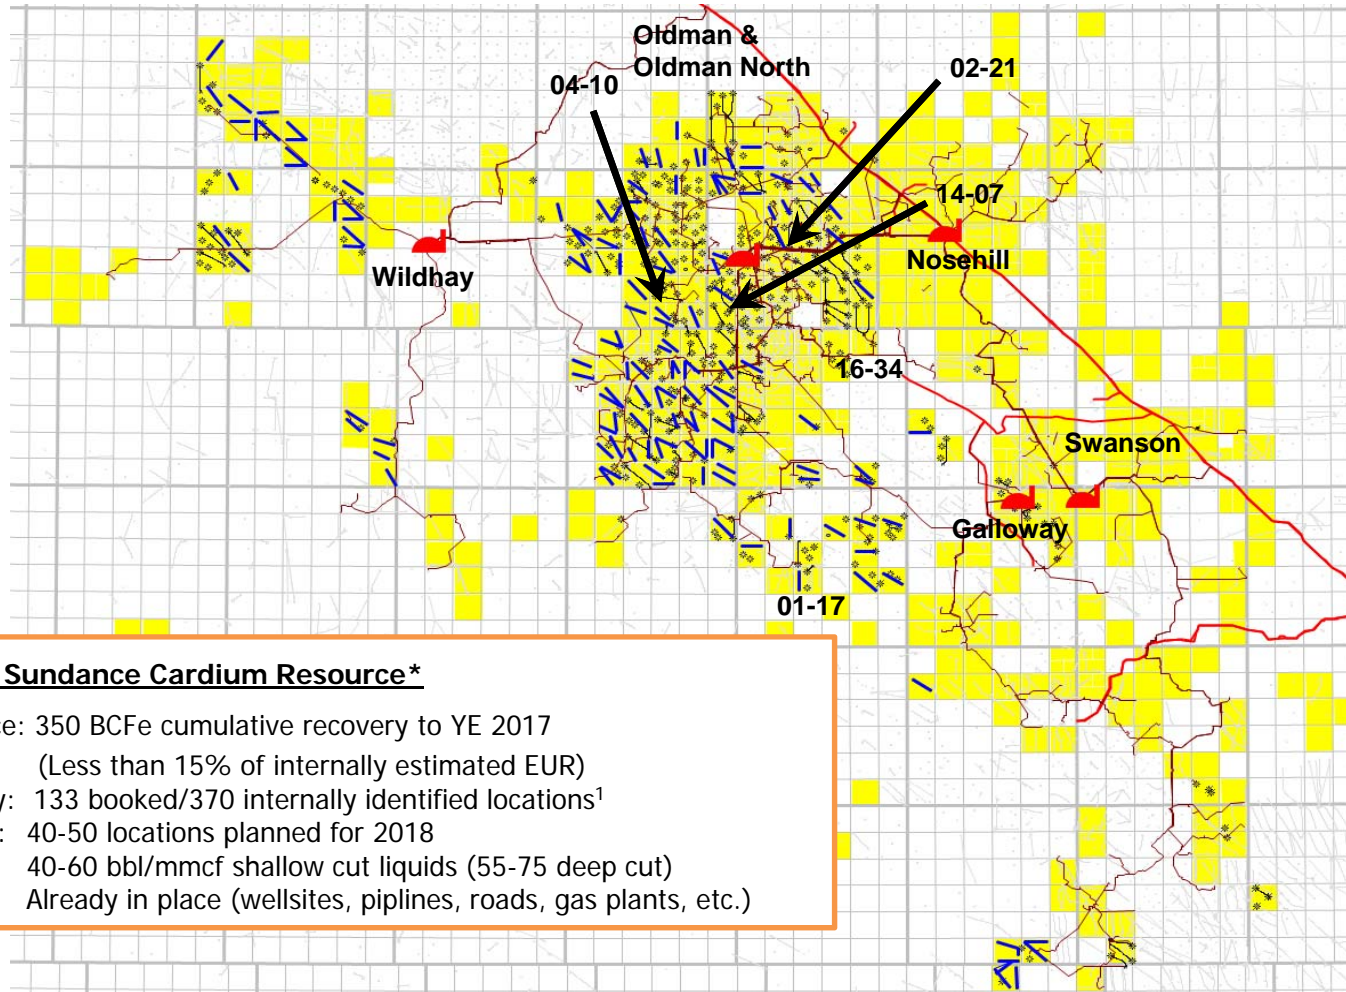 Oldman &
Oldman North
04-10
02-21
14-07
Wildhay
Nosehill
16-34
Swanson
Galloway
01-17
Sundance Cardium Resource*
350 BCFe cumulative recovery to YE 2017
(Less than 15% of internally estimated EUR)
133 booked/370 internally identified locations¹
40-50 locations planned for 2018
40-60 bbl/mmcf shallow cut liquids (55-75 deep cut)
Already in place (wellsites, piplines, roads, gas plants, etc.)